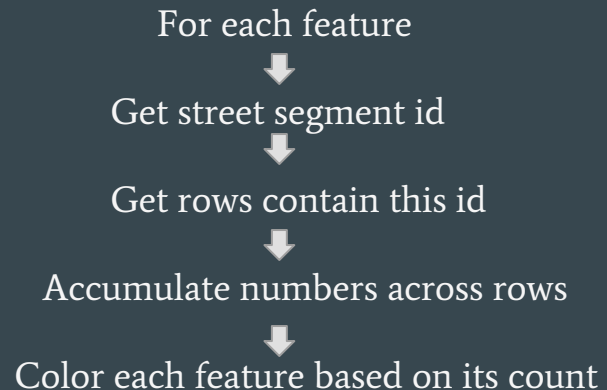 For each feature
Get street segment id
Get rows contain this id
Accumulate numbers across rows
Color each feature based on its count